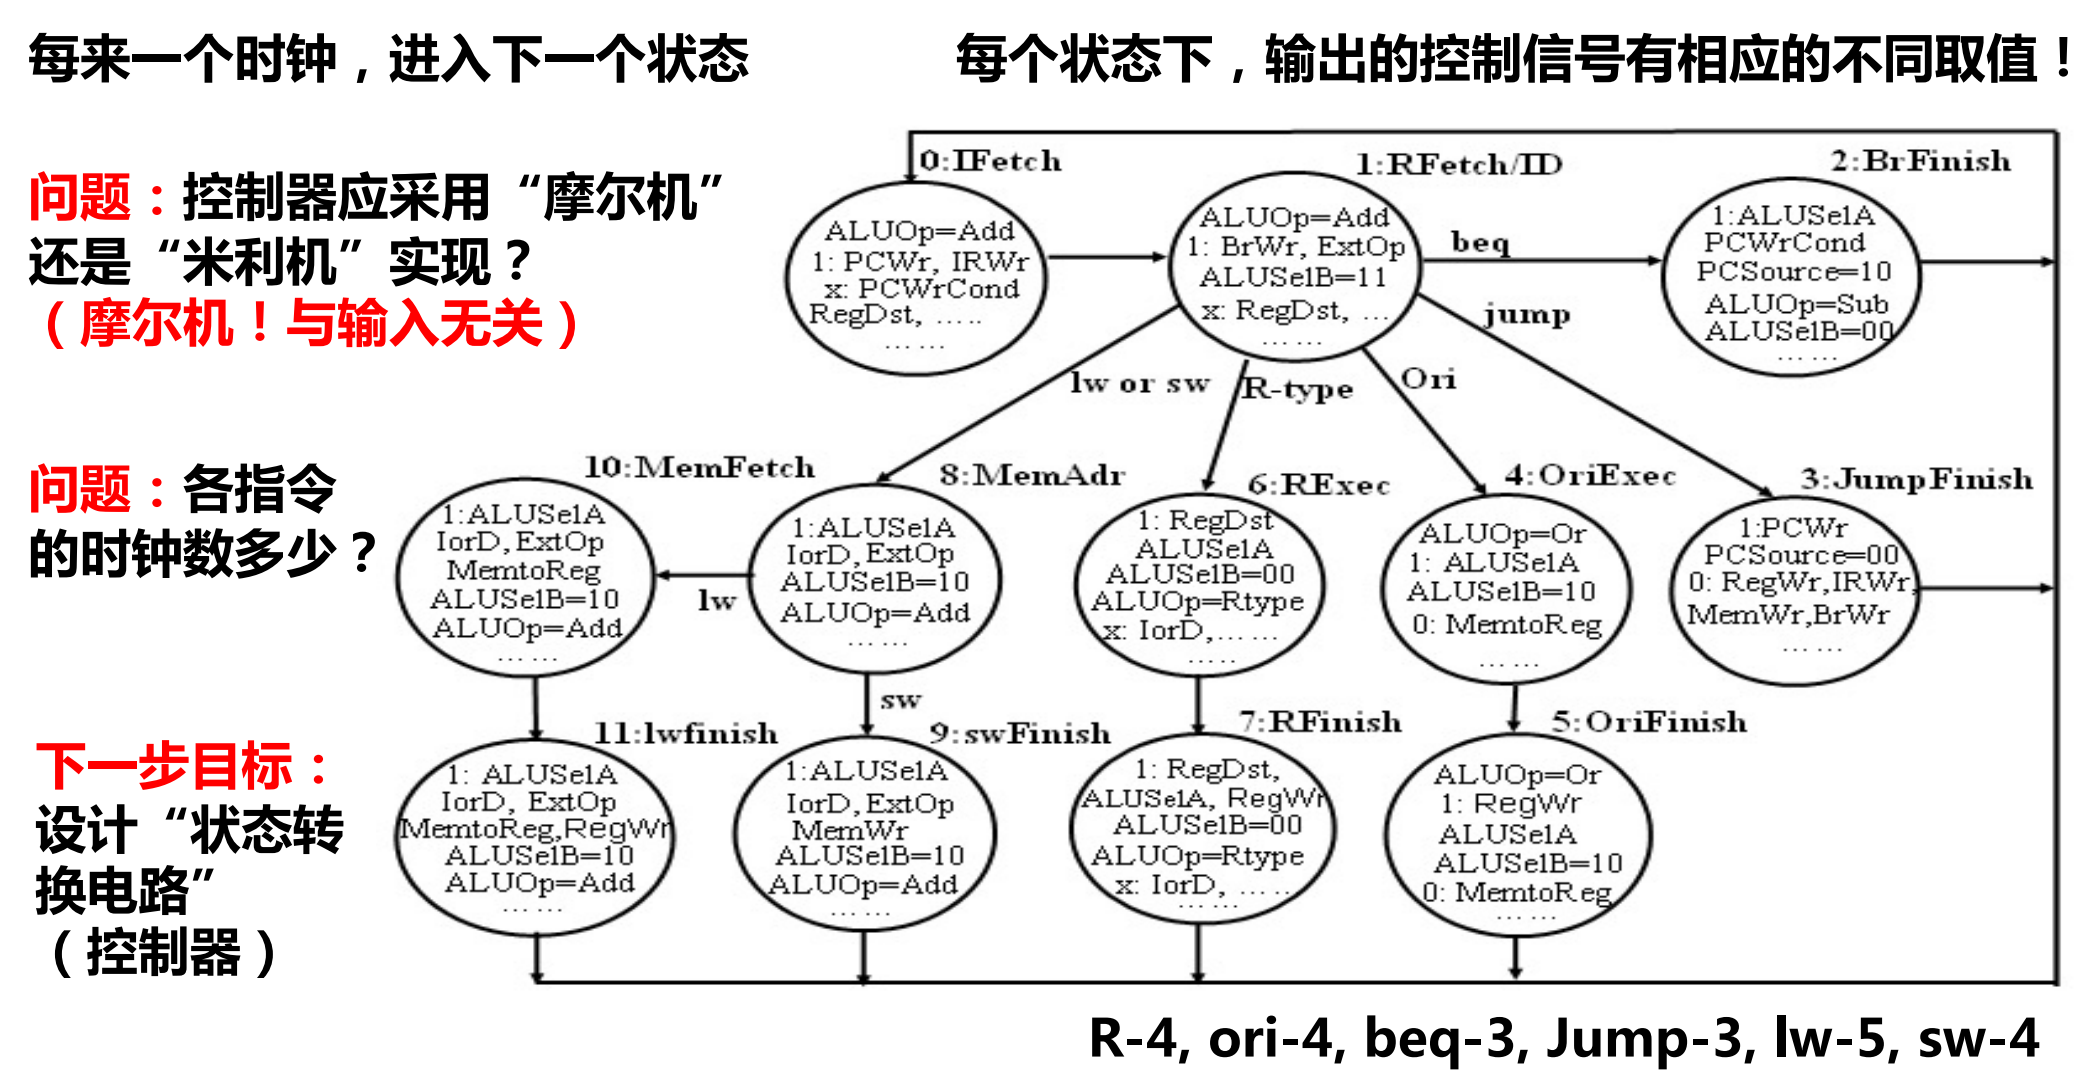 每来一个时钟，进入下一个状态
每个状态下，输出的控制信号有相应的不同取值！
问题：控制器应采用“摩尔机”
还是“米利机”实现？
（摩尔机！与输入无关）
问题：各指令
的时钟数多少？
下一步目标：
设计“状态转
换电路”
（控制器）
0:IFetch
ALUOp=Add
1: PCWr, IRWr
x: PCWrCond
RegDst, …..
… …
1:RFetch/ID
ALUOp=Add
1: BrWr, ExtOp
ALUSelB=11
x: RegDst, …
… …
beq
2:BrFinish
1:ALUSelA
PCWrCond
PCSource=10
ALUOp=Sub
ALUSelB=00
… …
jump
lw or sw
R-type
Ori
10:MemFetch
1:ALUSelA
IorD,ExtOp
MemtoReg
ALUSelB=10
ALUOp=Add
… …
lw
8:MemAdr
1:ALUSelA
IorD,ExtOp
ALUSelB=10
ALUOp=Add
… …
sw
6:RExec
1: RegDst
ALUSelA
ALUSelB=00
ALUOp=Rtype
x: IorD,… …
…..
4:OriExec
ALUOp=Or
1: ALUSelA
ALUSelB=10
0: MemtoReg
… …
3:JumpFinish
1:PCWr
PCSource=00
0: RegWr,IRWr,
MemWr,BrWr
… …
11:lwfinish
1: ALUSelA
IorD, ExtOp
MemtoReg,RegWr
ALUSelB=10
ALUOp=Add
… …
9:swFinish
1:ALUSelA
IorD,ExtOp
MemWr
ALUSelB=10
ALUOp=Add
… …
7:RFinish
1: RegDst,
ALUSelA, RegWr
ALUSelB=00
ALUOp=Rtype
x: IorD, … ..
… …
5:OriFinish
ALUOp=Or
1: RegWr
ALUSelA
ALUSelB=10
0: MemtoReg
… …
R-4, ori-4, beq-3, Jump-3, lw-5, sw-4